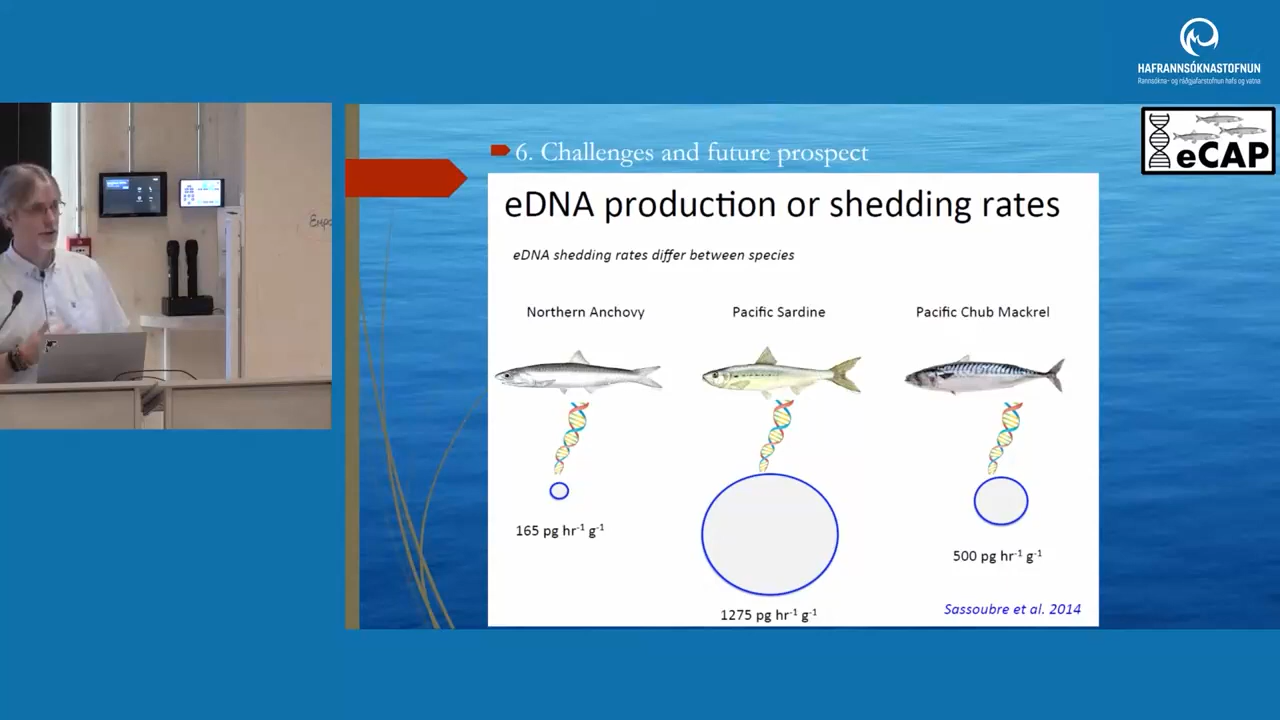 HAFRANNSÓKNASTOFNUN
Rannsókna- og ráðgjafarstofnun hafs og vatna
eCAP
6. Challenges and future prospect
eDNA production or shedding rates
eDNA shedding rates differ between species
Northern Anchovy
Pacific Sardine
Pacific Chub Mackrel
165 pg hr⁻¹ g⁻¹
1275 pg hr⁻¹ g⁻¹
500 pg hr⁻¹ g⁻¹
Sassoubre et al. 2014